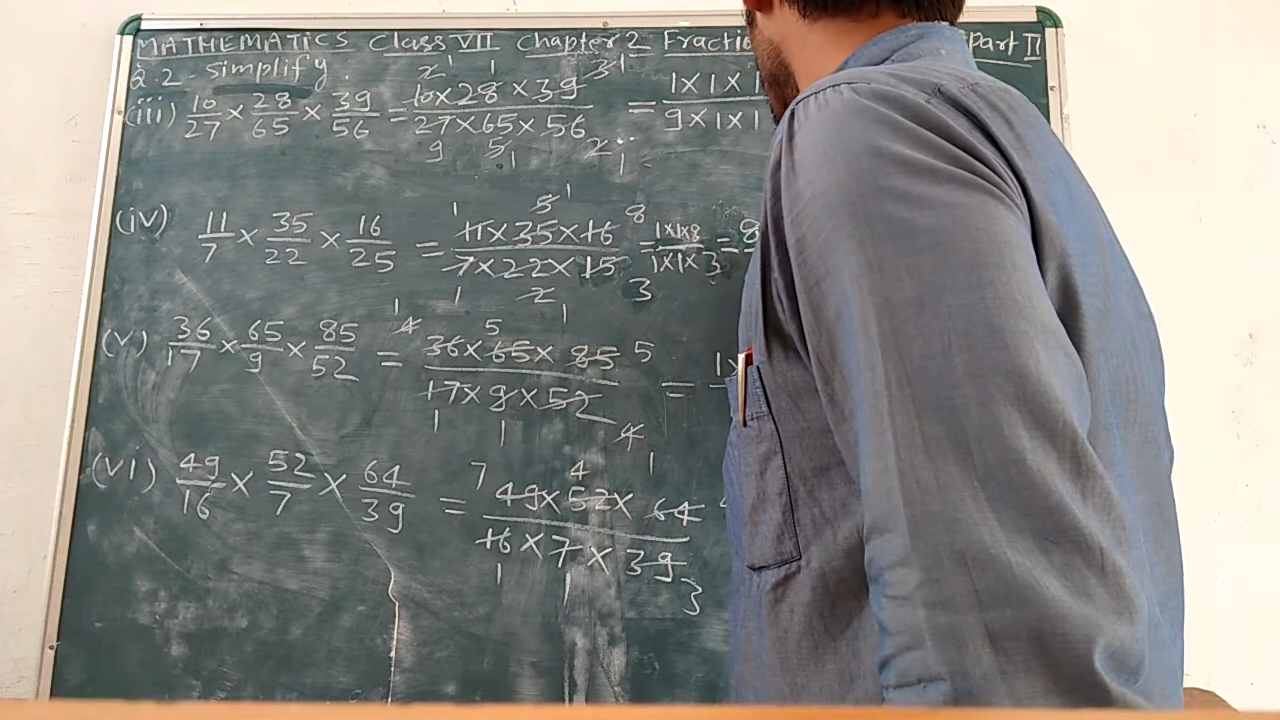 MATHEMATICS Class VII Chapter 2 Fractio Part II
Q.2 - Simplify.
(iii) 10/27 × 28/65 × 39/56 = 10×28×39 / 27×65×56 = 1×1×1 / 9×1×1
(iv) 11/7 × 35/22 × 16/25 = 11×35×16 / 7×22×15 = 1×1×8 / 1×1×3 = 8
(v) 36/17 × 65/9 × 85/52 = 36×65×85 / 17×9×52 =
(vi) 49/16 × 52/7 × 64/39 = 49×52×64 / 16×7×39